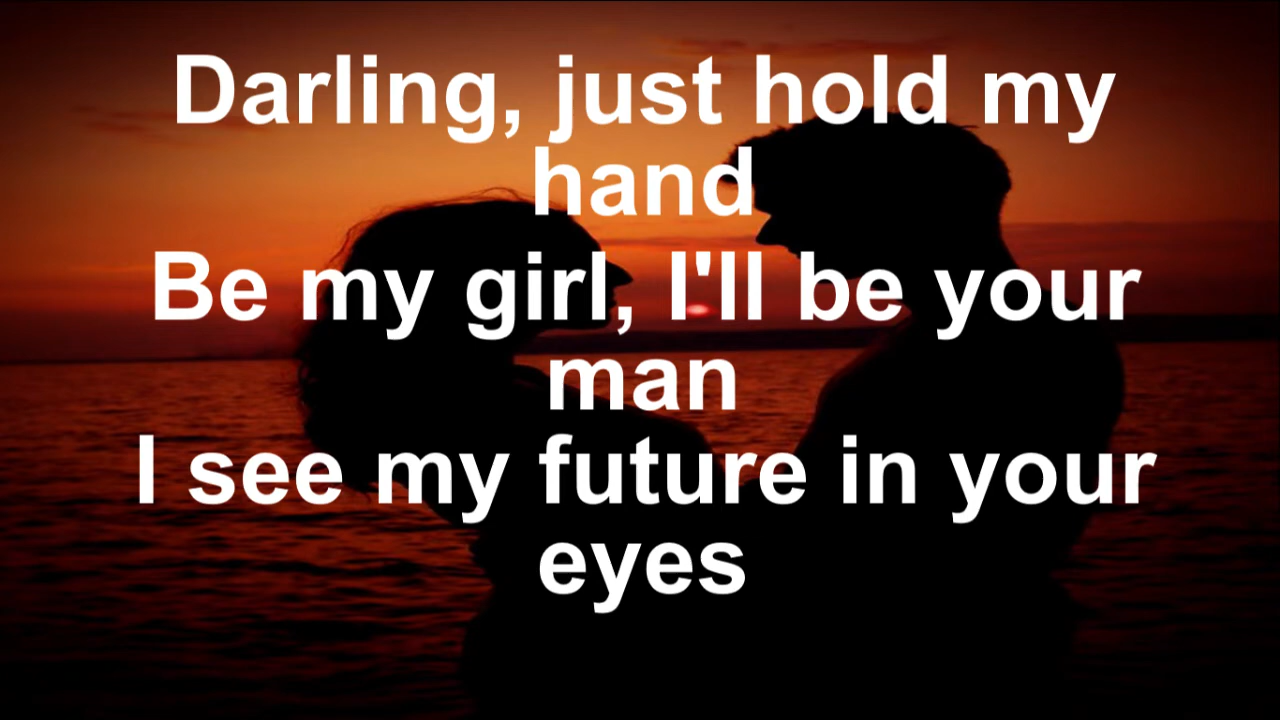 Darling, just hold my
hand
Be my girl, I'll be your
man
I see my future in your
eyes